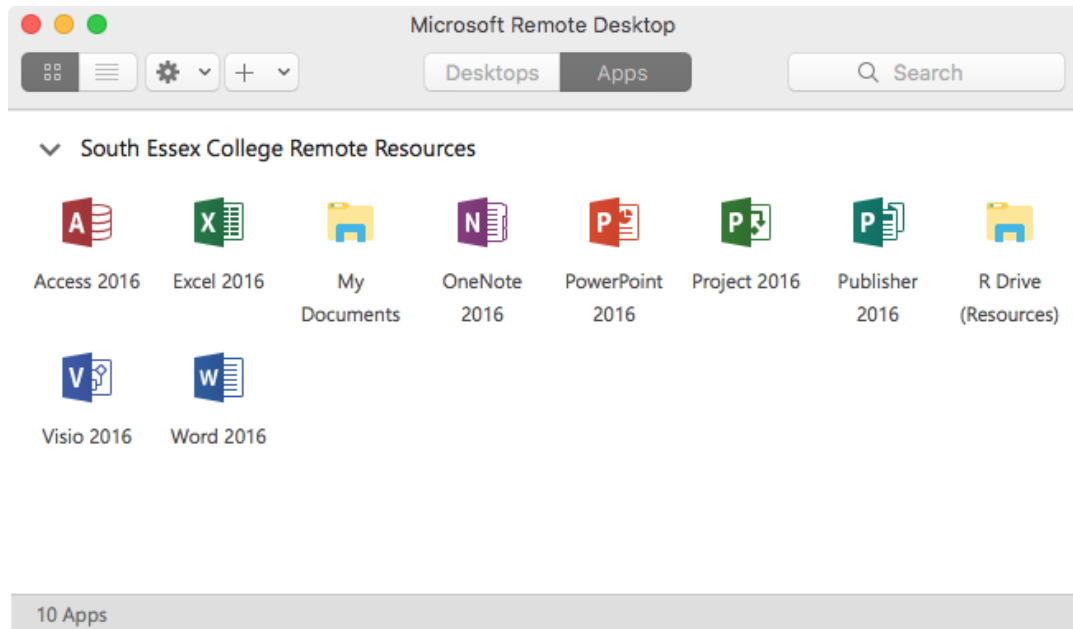 Microsoft Remote Desktop
Desktops Apps Search
South Essex College Remote Resources
A X N P P P
Access 2016 Excel 2016 My Documents OneNote 2016 PowerPoint 2016 Project 2016 Publisher 2016 R Drive (Resources)
V W
Visio 2016 Word 2016
10 Apps